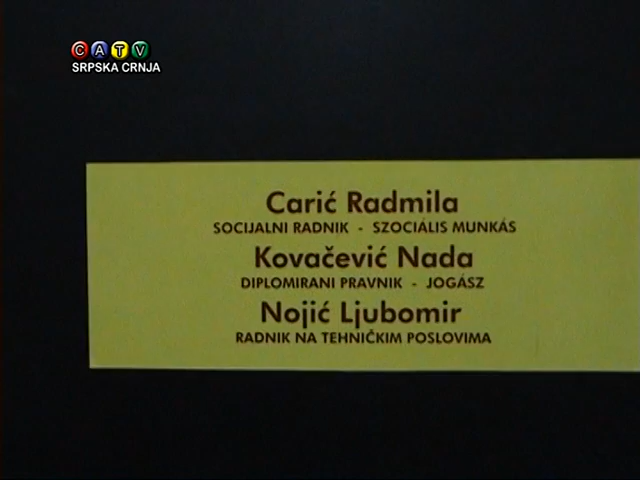 CATV
SRPSKA CRNJA
Carić Radmila
SOCIJALNI RADNIK - SZOCIÁLIS MUNKÁS
Kovačević Nada
DIPLOMIRANI PRAVNIK - JOGÁSZ
Nojić Ljubomir
RADNIK NA TEHNIČKIM POSLOVIMA